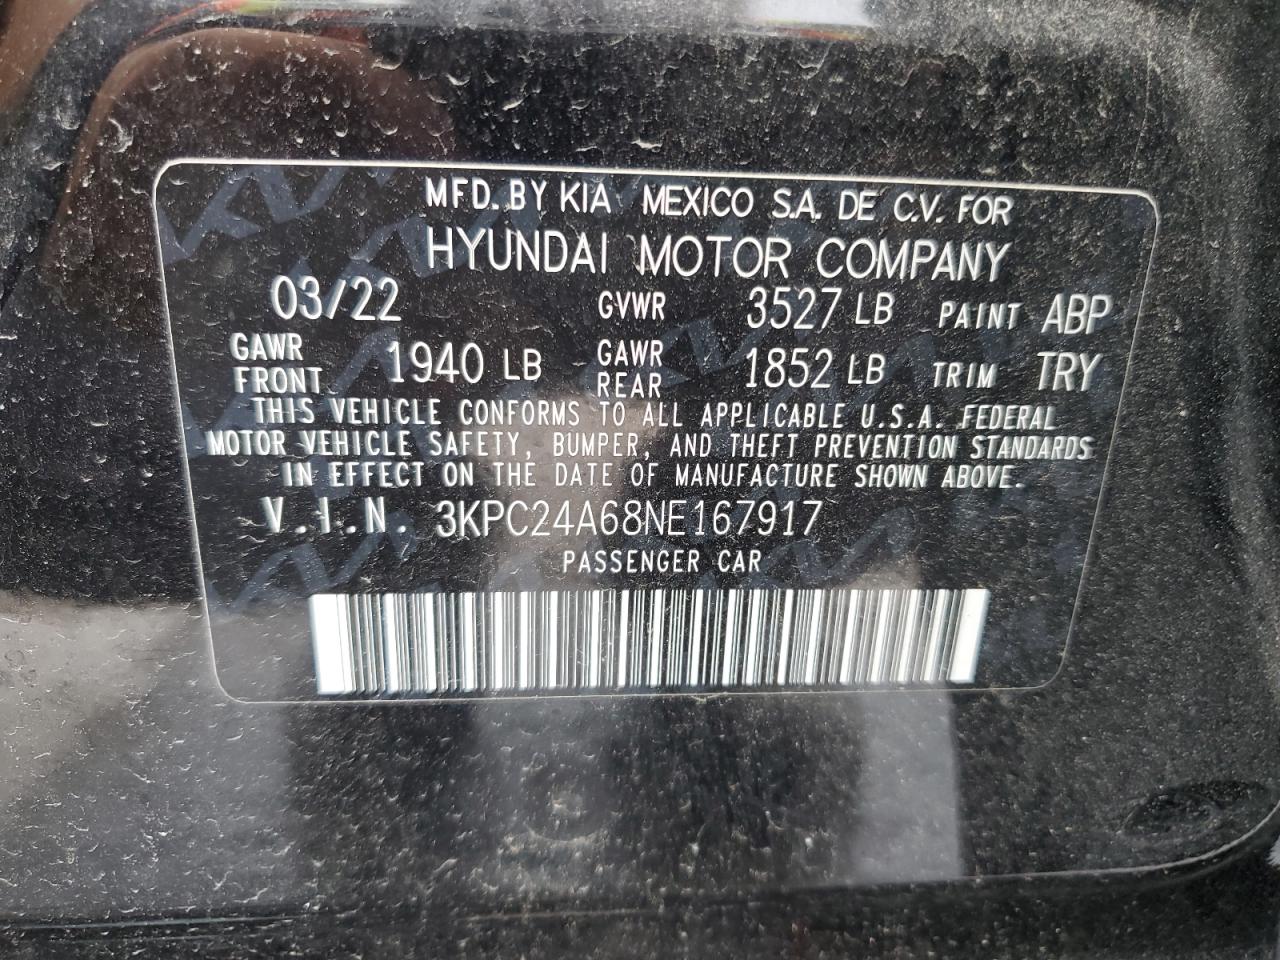 MFD. BY KIA MEXICO S.A. DE C.V. FOR
HYUNDAI MOTOR COMPANY
03/22 GVWR 3527 LB PAINT ABP
GAWR FRONT 1940 LB GAWR REAR 1852 LB TRIM TRY
THIS VEHICLE CONFORMS TO ALL APPLICABLE U.S.A. FEDERAL
MOTOR VEHICLE SAFETY, BUMPER, AND THEFT PREVENTION STANDARDS
IN EFFECT ON THE DATE OF MANUFACTURE SHOWN ABOVE.
V.I.N. 3KPC24A68NE167917
PASSENGER CAR